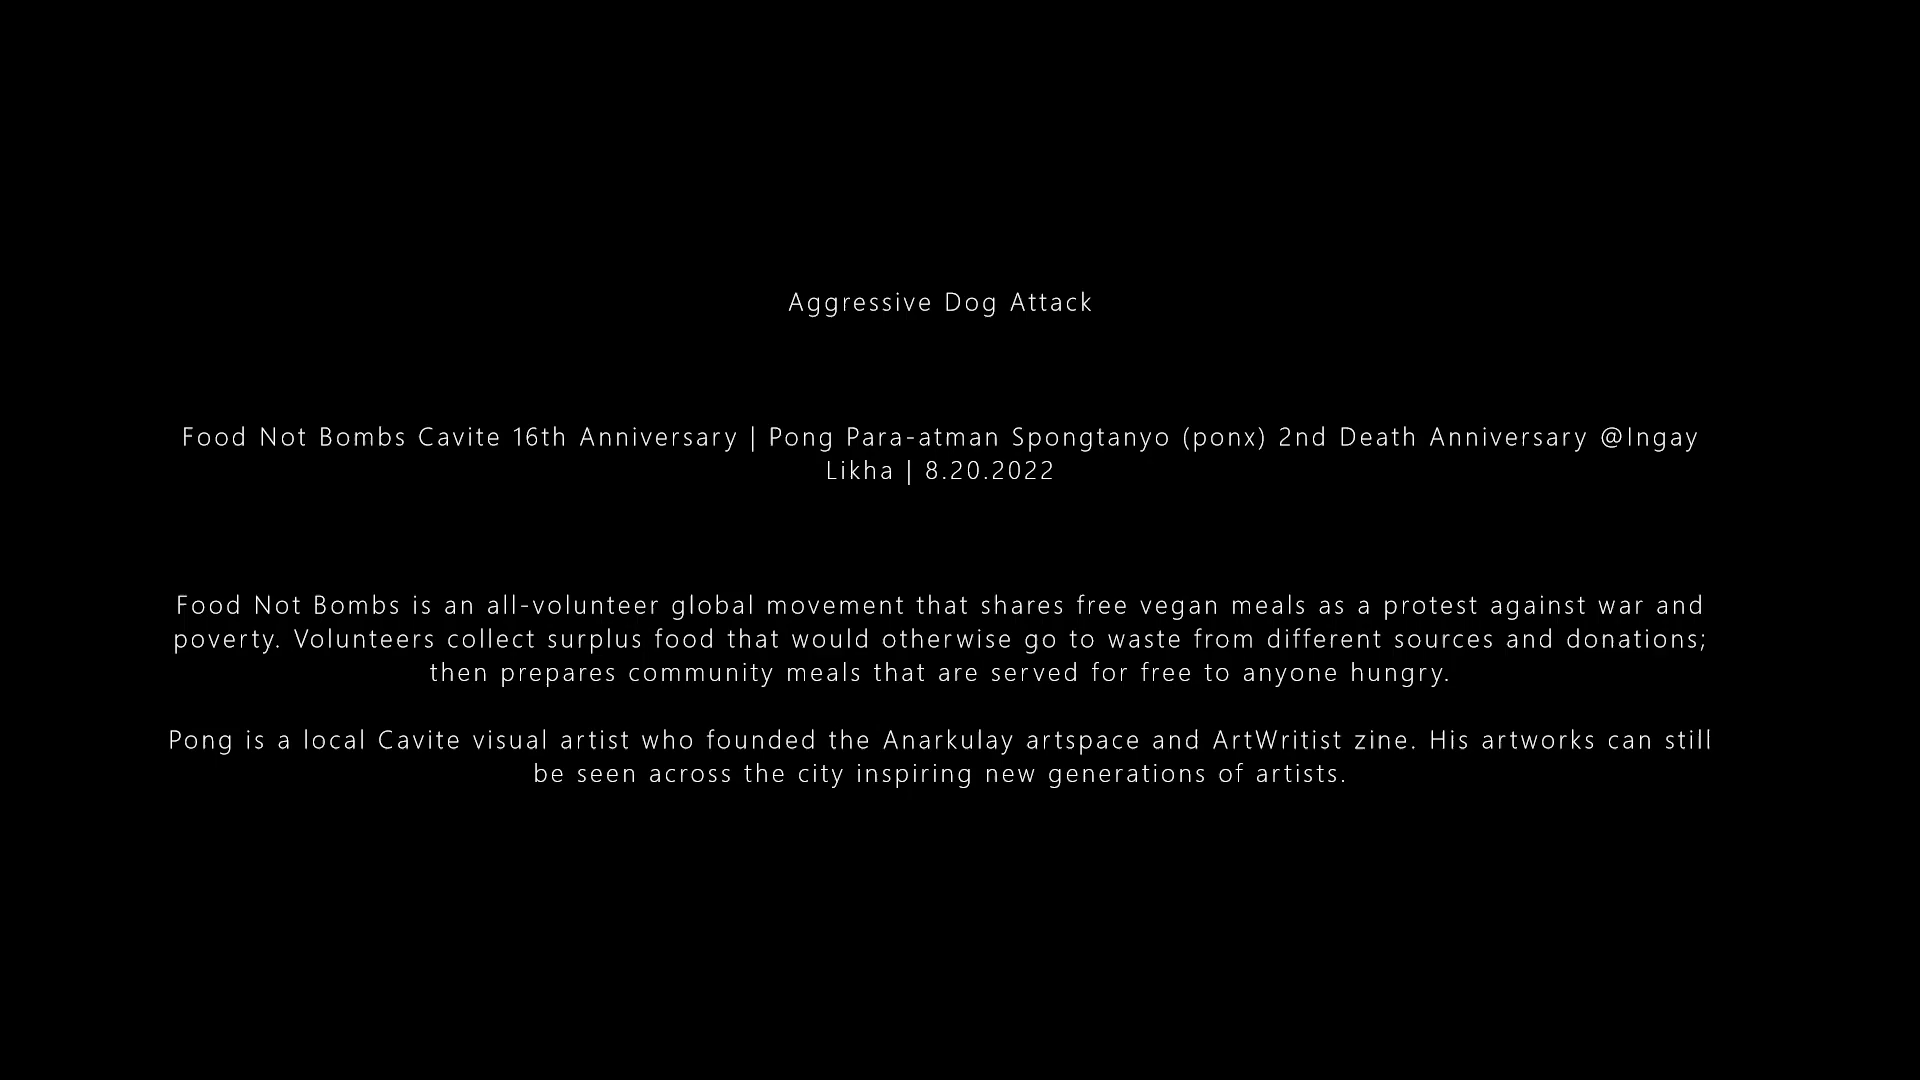 Aggressive Dog Attack
Food Not Bombs Cavite 16th Anniversary | Pong Para-atman Spongtanyo (ponx) 2nd Death Anniversary @Ingay
Likha | 8.20.2022
Food Not Bombs is an all-volunteer global movement that shares free vegan meals as a protest against war and
poverty. Volunteers collect surplus food that would otherwise go to waste from different sources and donations;
then prepares community meals that are served for free to anyone hungry.
Pong is a local Cavite visual artist who founded the Anarkulay artspace and ArtWritist zine. His artworks can still
be seen across the city inspiring new generations of artists.